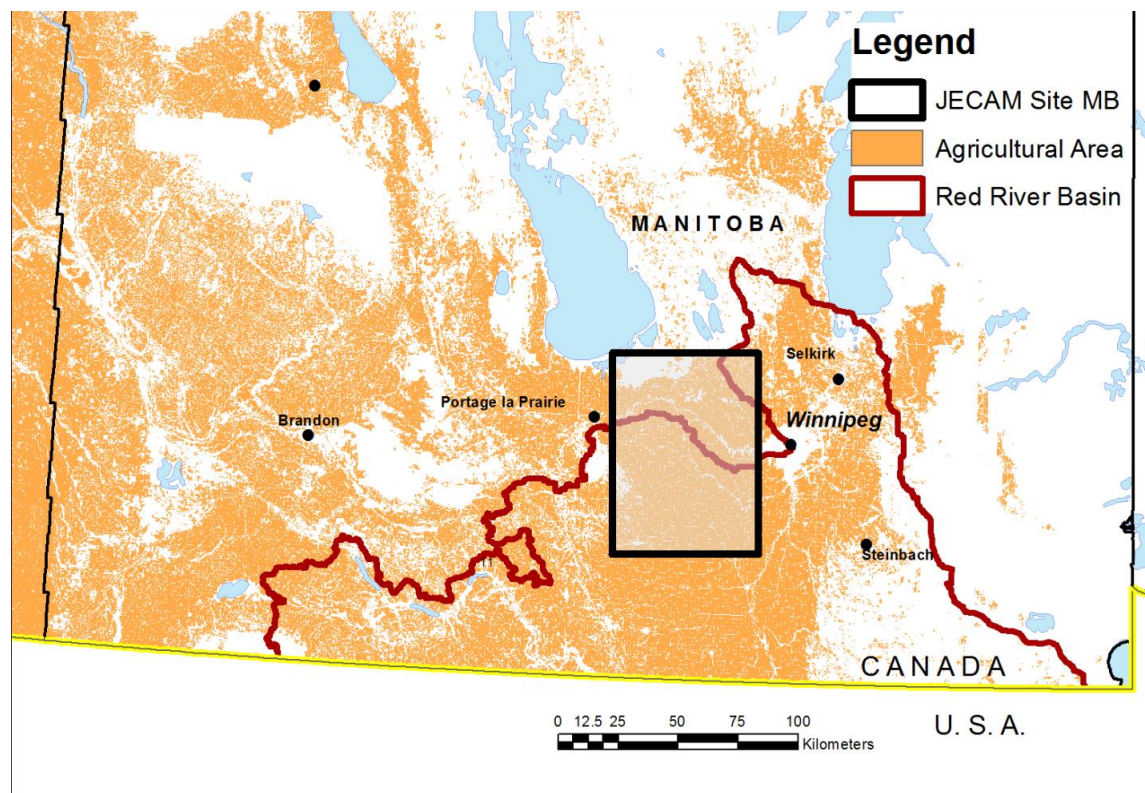 Legend
JECAM Site MB
Agricultural Area
Red River Basin
MANITOBA
Selkirk
Portage la Prairie
Winnipeg
Brandon
Steinbach
CANADA
U. S. A.
0 12.5 25 50 75 100
Kilometers